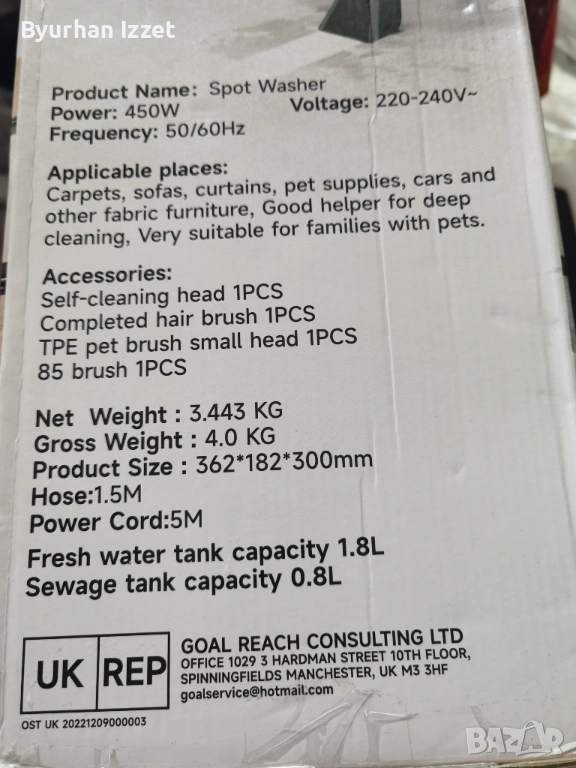 Byurhan Izzet
Product Name: Spot Washer
Power: 450W Voltage: 220-240V~
Frequency: 50/60Hz
Applicable places:
Carpets, sofas, curtains, pet supplies, cars and
other fabric furniture, Good helper for deep
cleaning, Very suitable for families with pets.
Accessories:
Self-cleaning head 1PCS
Completed hair brush 1PCS
TPE pet brush small head 1PCS
85 brush 1PCS
Net Weight : 3.443 KG
Gross Weight : 4.0 KG
Product Size : 362*182*300mm
Hose:1.5M
Power Cord:5M
Fresh water tank capacity 1.8L
Sewage tank capacity 0.8L
UK REP
GOAL REACH CONSULTING LTD
OFFICE 1029 3 HARDMAN STREET 10TH FLOOR,
SPINNINGFIELDS MANCHESTER, UK M3 3HF
goalservice@hotmail.com
OST UK 20221209000003
BAZAR